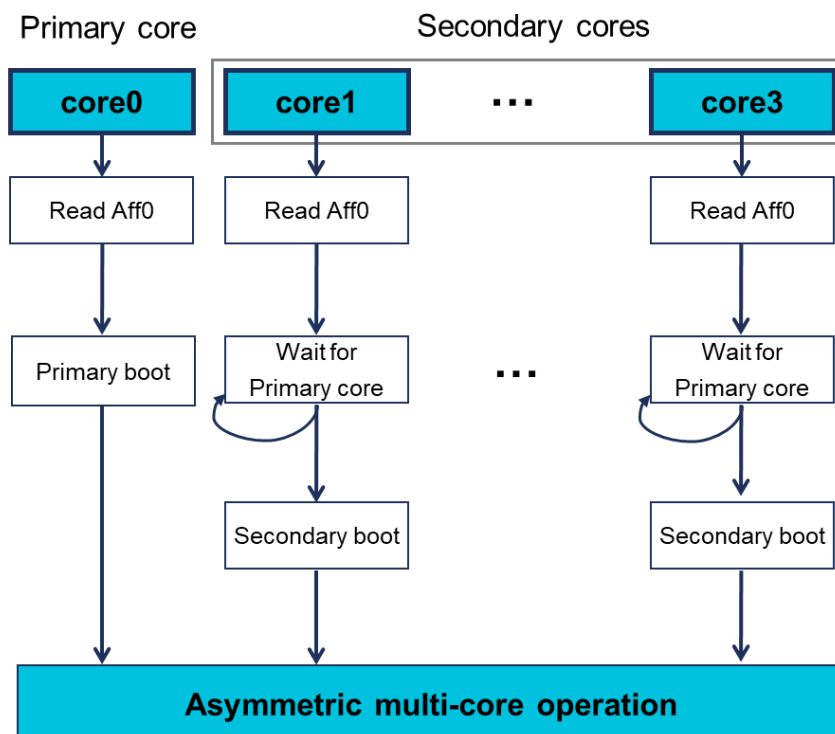 Primary core
Secondary cores
core0
core1
...
core3
Read Aff0
Read Aff0
Read Aff0
Primary boot
Wait for
Primary core
...
Wait for
Primary core
Secondary boot
Secondary boot
Asymmetric multi-core operation